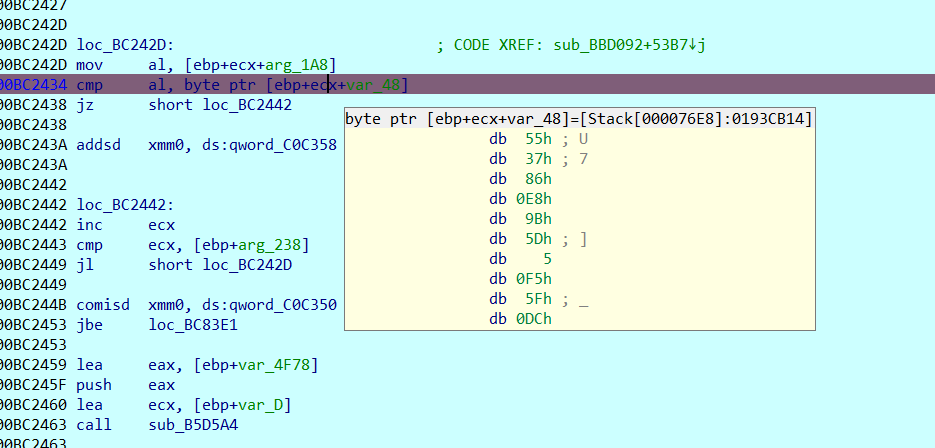 00BC2427
00BC242D
00BC242D loc_BC242D: ; CODE XREF: sub_BBD092+53B7↓j
00BC242D mov al, [ebp+ecx+arg_1A8]
00BC2434 cmp al, byte ptr [ebp+ecx+var_48]
00BC2438 jz short loc_BC2442
00BC2438
00BC243A addsd xmm0, ds:qword_C0C358
00BC243A
00BC2442
00BC2442 loc_BC2442:
00BC2442 inc ecx
00BC2443 cmp ecx, [ebp+arg_238]
00BC2449 jl short loc_BC242D
00BC2449
00BC244B comisd xmm0, ds:qword_C0C350
00BC2453 jbe loc_BC83E1
00BC2453
00BC2459 lea eax, [ebp+var_4F78]
00BC245F push eax
00BC2460 lea ecx, [ebp+var_D]
00BC2463 call sub_B5D5A4
00BC2463
byte ptr [ebp+ecx+var_48]=[Stack[000076E8]:0193CB14]
db 55h ; U
db 37h ; 7
db 86h
db 0E8h
db 9Bh
db 5Dh ; ]
db 5
db 0F5h
db 5Fh ; _
db 0DCh